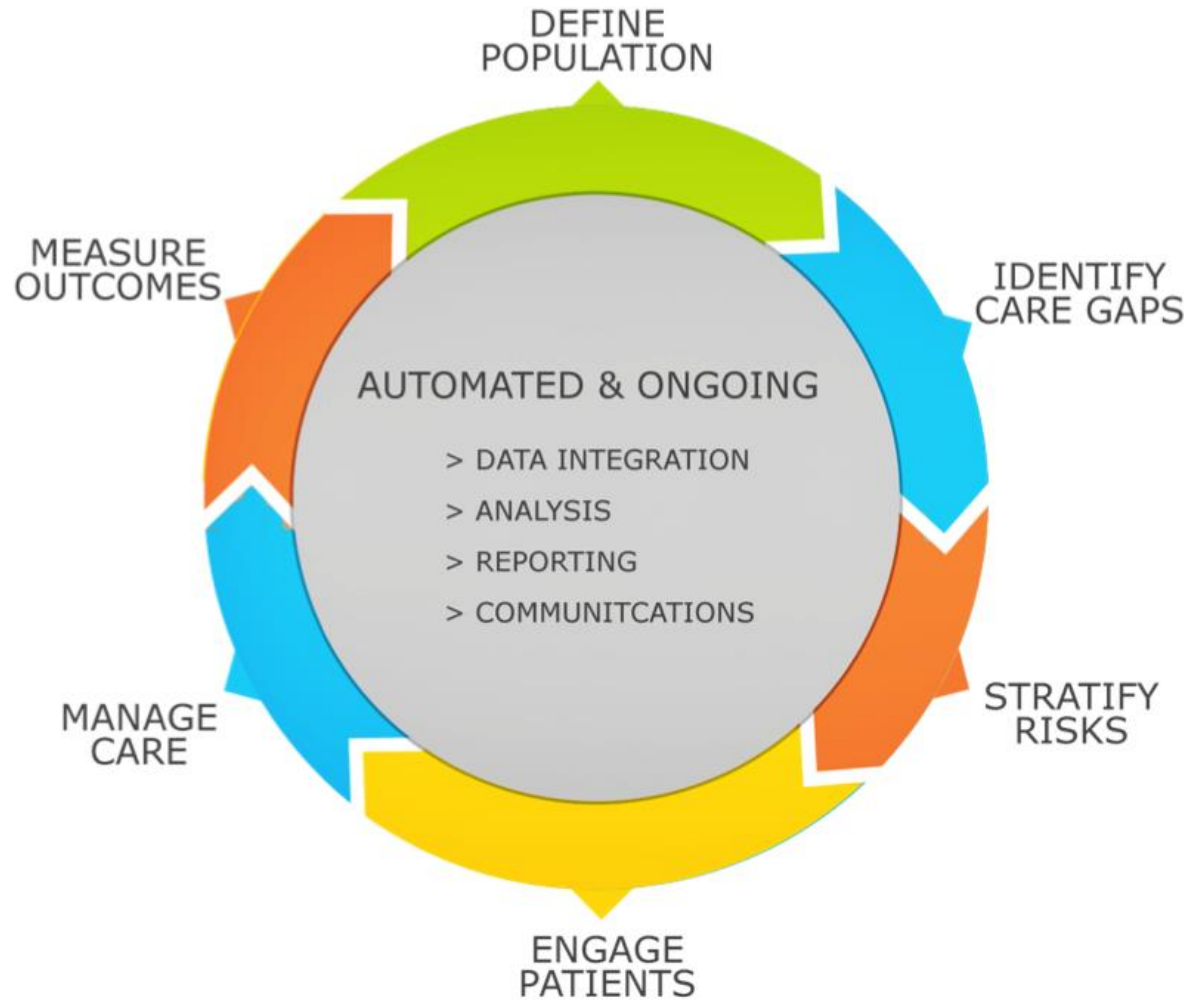 DEFINE
POPULATION
IDENTIFY
CARE GAPS
STRATIFY
RISKS
ENGAGE
PATIENTS
MANAGE
CARE
MEASURE
OUTCOMES
AUTOMATED & ONGOING
> DATA INTEGRATION
> ANALYSIS
> REPORTING
> COMMUNITCATIONS